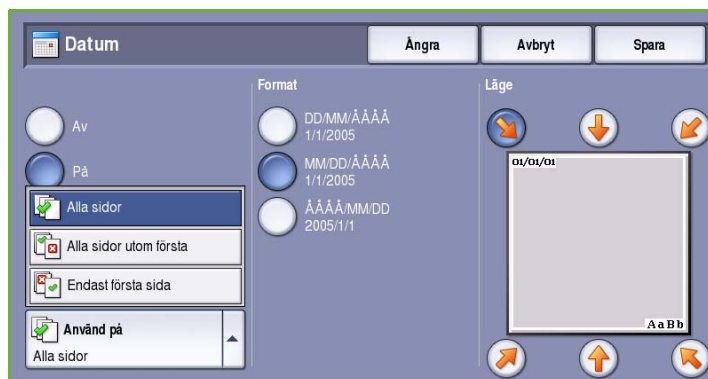 Datum
Ångra
Avbryt
Spara
Format
Läge
Av
På
Alla sidor
Alla sidor utom första
Endast första sida
Använd på
Alla sidor
DD/MM/ÅÅÅÅ
1/1/2005
MM/DD/ÅÅÅÅ
1/1/2005
ÅÅÅÅ/MM/DD
2005/1/1
01/01/01
AaBb